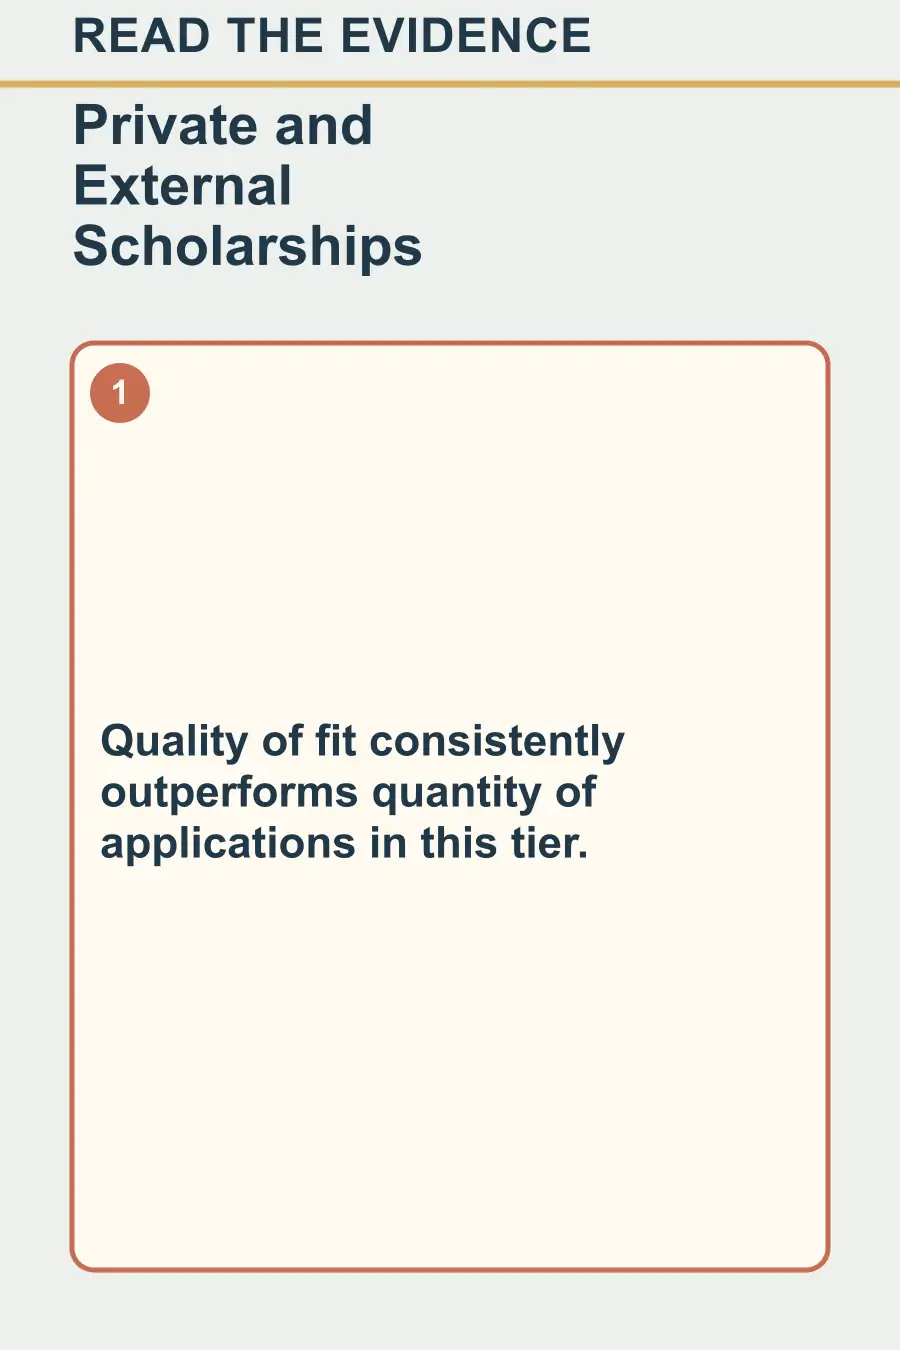 READ THE EVIDENCE
Private and
External
Scholarships
1
Quality of fit consistently
outperforms quantity of
applications in this tier.